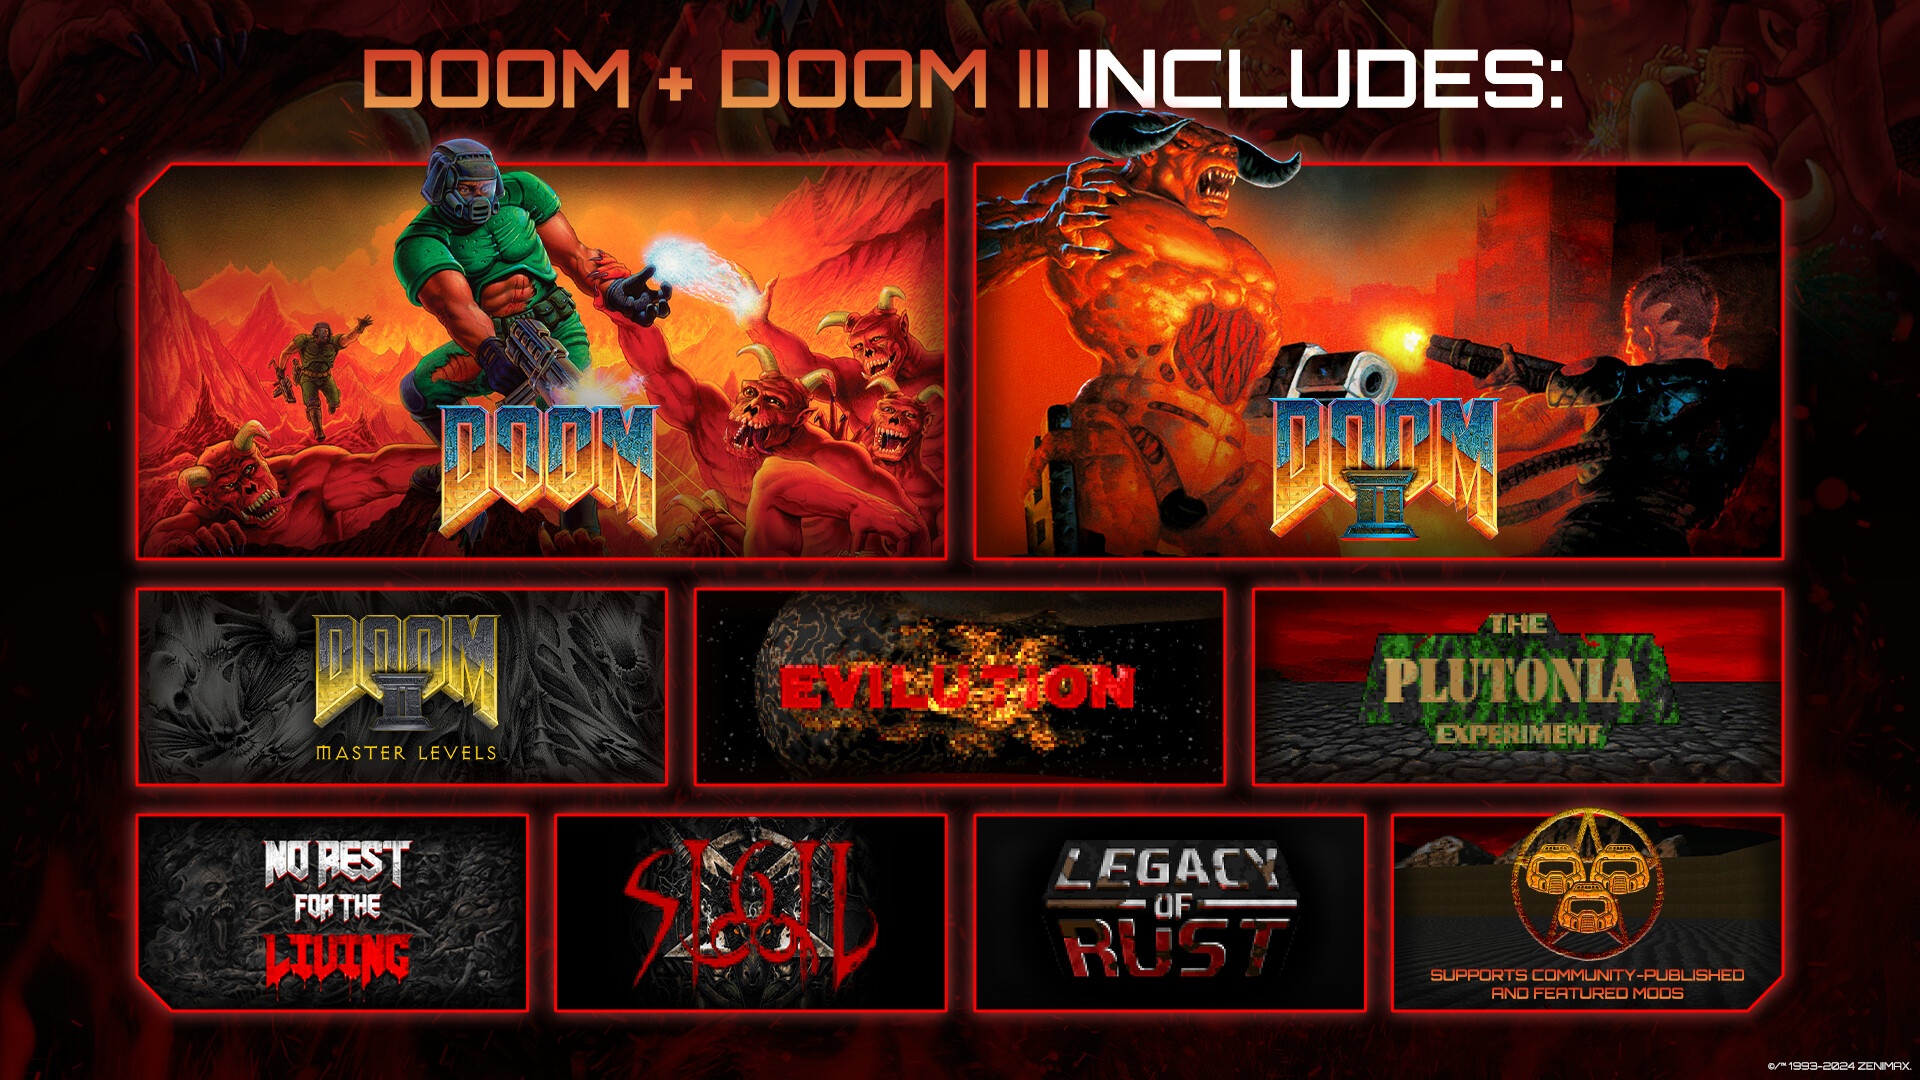 DOOM + DOOM II INCLUDES:
DOOM
DOOM
II
DOOM
II
MASTER LEVELS
EVILUTION
THE
PLUTONIA
EXPERIMENT
NO REST
FOR THE
LIVING
SIGIL
LEGACY
OF
RUST
SUPPORTS COMMUNITY-PUBLISHED
AND FEATURED MODS
©/™ 1993-2024 ZENIMAX.